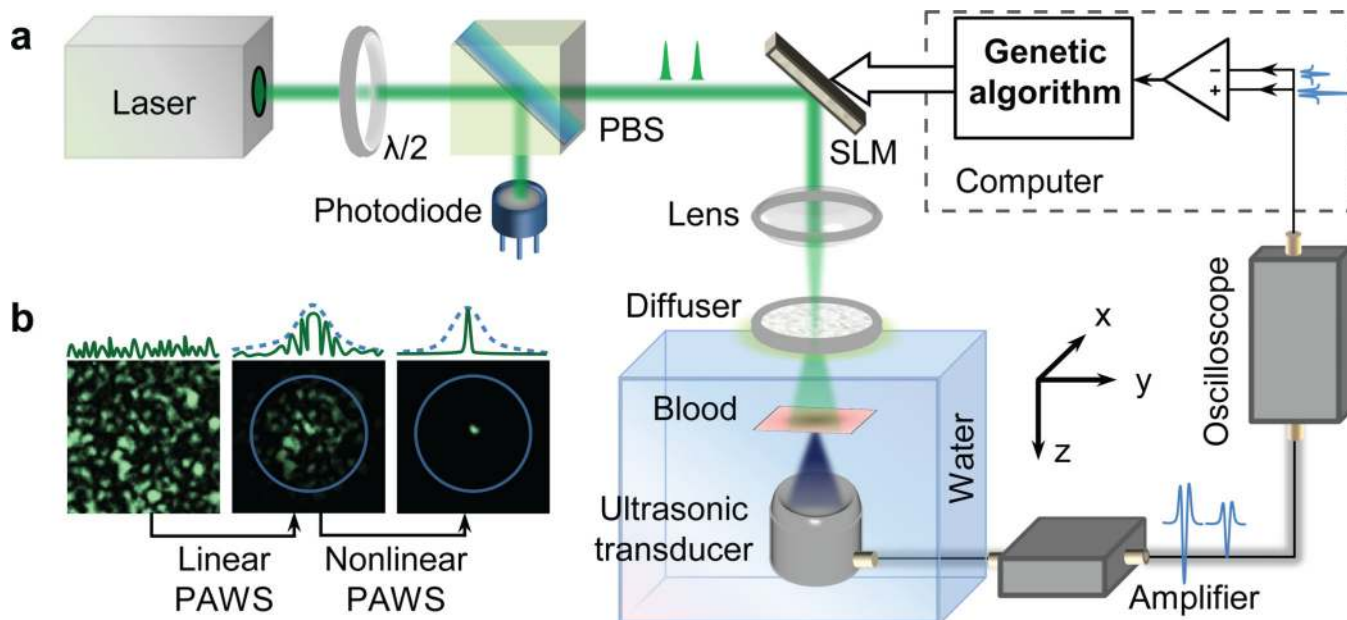 a
Laser
λ/2
PBS
Photodiode
SLM
Genetic
algorithm
−
+
Computer
Lens
Diffuser
Blood
Water
Ultrasonic
transducer
x
y
z
Oscilloscope
Amplifier
b
Linear
PAWS
Nonlinear
PAWS